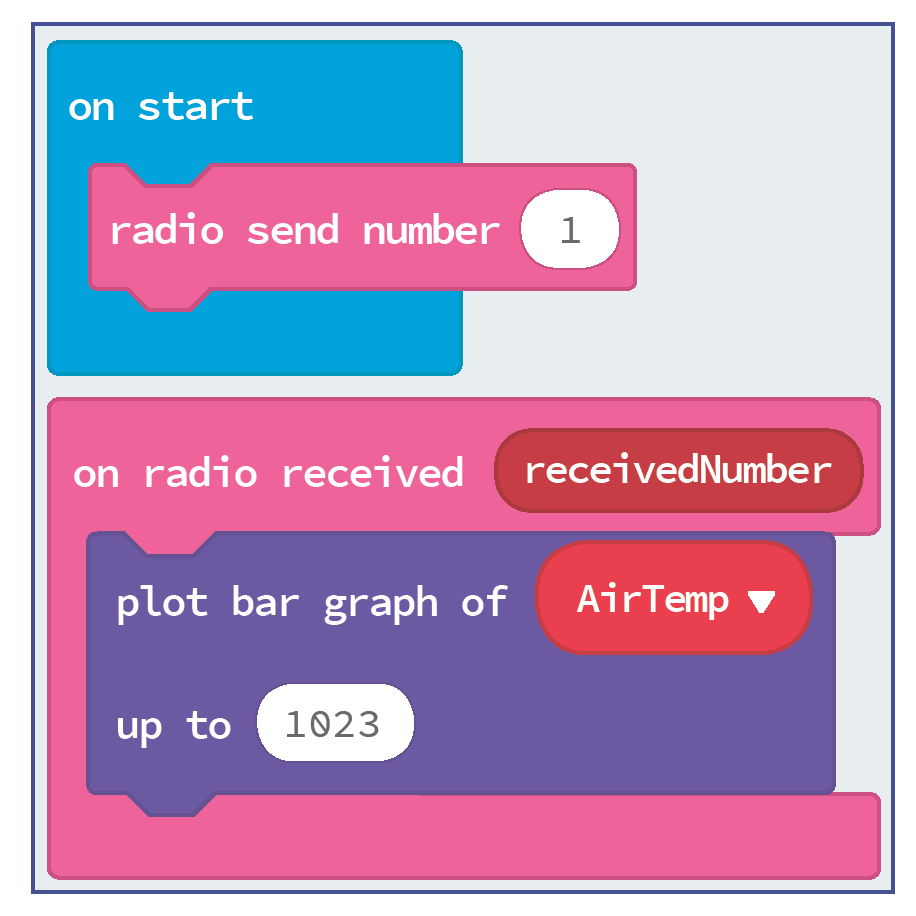 on start
radio send number 1
on radio received receivedNumber
plot bar graph of AirTemp
up to 1023